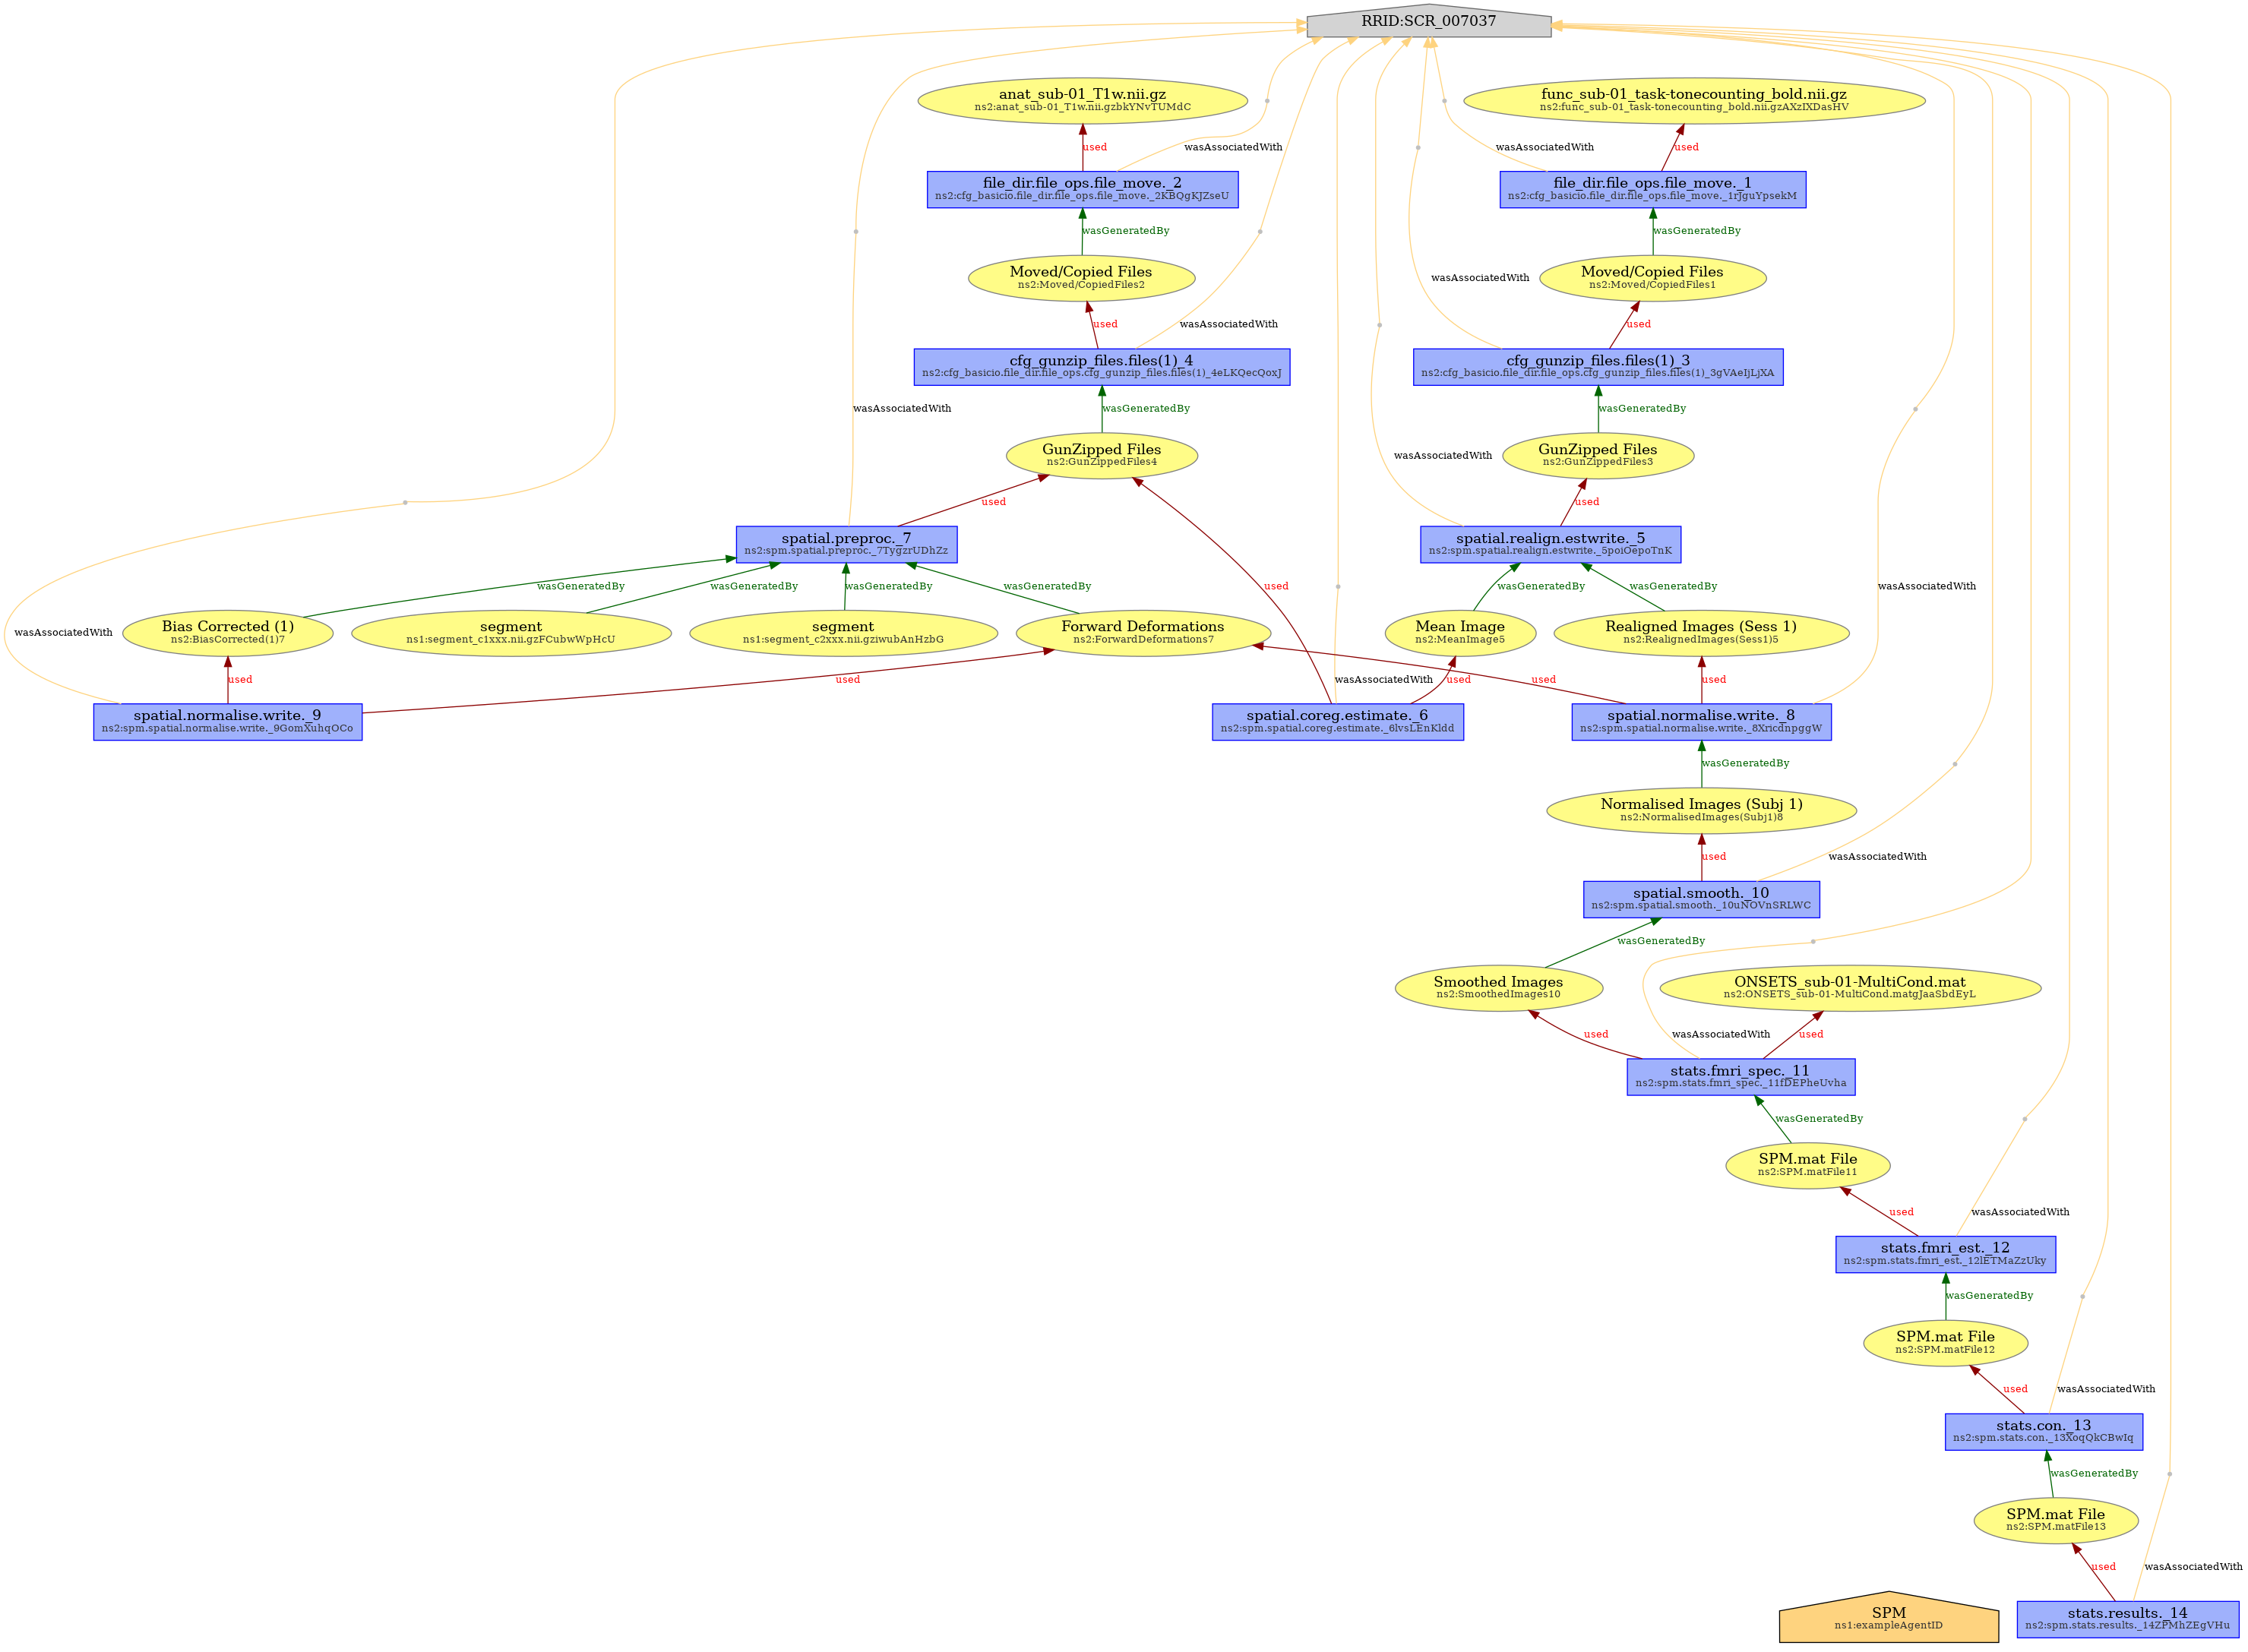 RRID:SCR_007037
anat_sub-01_T1w.nii.gz
ns2:anat_sub-01_T1w.nii.gzbkYNvTUMdC
func_sub-01_task-tonecounting_bold.nii.gz
ns2:func_sub-01_task-tonecounting_bold.nii.gzAXzIXDasHV
used
wasAssociatedWith
wasAssociatedWith
used
file_dir.file_ops.file_move._2
ns2:cfg_basicio.file_dir.file_ops.file_move._2KBQgKJZseU
file_dir.file_ops.file_move._1
ns2:cfg_basicio.file_dir.file_ops.file_move._1rJguYpsekM
wasGeneratedBy
wasGeneratedBy
Moved/Copied Files
ns2:Moved/CopiedFiles2
wasAssociatedWith
Moved/Copied Files
ns2:Moved/CopiedFiles1
used
wasAssociatedWith
used
cfg_gunzip_files.files(1)_4
ns2:cfg_basicio.file_dir.file_ops.cfg_gunzip_files.files(1)_4eLKQecQoxJ
cfg_gunzip_files.files(1)_3
ns2:cfg_basicio.file_dir.file_ops.cfg_gunzip_files.files(1)_3gVAeIjLjXA
wasAssociatedWith
wasGeneratedBy
wasGeneratedBy
GunZipped Files
ns2:GunZippedFiles4
wasAssociatedWith
GunZipped Files
ns2:GunZippedFiles3
used
used
spatial.preproc._7
ns2:spm.spatial.preproc._7TygzrUDhZz
spatial.realign.estwrite._5
ns2:spm.spatial.realign.estwrite._5poiOepoTnK
wasGeneratedBy
wasGeneratedBy
wasGeneratedBy
wasGeneratedBy
used
wasGeneratedBy
wasGeneratedBy
wasAssociatedWith
wasAssociatedWith
Bias Corrected (1)
ns2:BiasCorrected(1)7
segment
ns1:segment_c1xxx.nii.gzFCubwWpHcU
segment
ns1:segment_c2xxx.nii.gziwubAnHzbG
Forward Deformations
ns2:ForwardDeformations7
Mean Image
ns2:MeanImage5
Realigned Images (Sess 1)
ns2:RealignedImages(Sess1)5
used
used
wasAssociatedWith
used
used
used
spatial.normalise.write._9
ns2:spm.spatial.normalise.write._9GomXuhqOCo
spatial.coreg.estimate._6
ns2:spm.spatial.coreg.estimate._6lvsLEnKldd
spatial.normalise.write._8
ns2:spm.spatial.normalise.write._8XricdnpggW
wasGeneratedBy
Normalised Images (Subj 1)
ns2:NormalisedImages(Subj1)8
used
wasAssociatedWith
spatial.smooth._10
ns2:spm.spatial.smooth._10uNOVnSRLWC
wasGeneratedBy
Smoothed Images
ns2:SmoothedImages10
ONSETS_sub-01-MultiCond.mat
ns2:ONSETS_sub-01-MultiCond.matgJaaSbdEyL
used
wasAssociatedWith
used
stats.fmri_spec._11
ns2:spm.stats.fmri_spec._11fDEPheUvha
wasGeneratedBy
SPM.mat File
ns2:SPM.matFile11
used
wasAssociatedWith
stats.fmri_est._12
ns2:spm.stats.fmri_est._12lETMaZzUky
wasGeneratedBy
SPM.mat File
ns2:SPM.matFile12
used
wasAssociatedWith
stats.con._13
ns2:spm.stats.con._13XoqQkCBwIq
wasGeneratedBy
SPM.mat File
ns2:SPM.matFile13
used
wasAssociatedWith
SPM
ns1:exampleAgentID
stats.results._14
ns2:spm.stats.results._14ZPMhZEgVHu